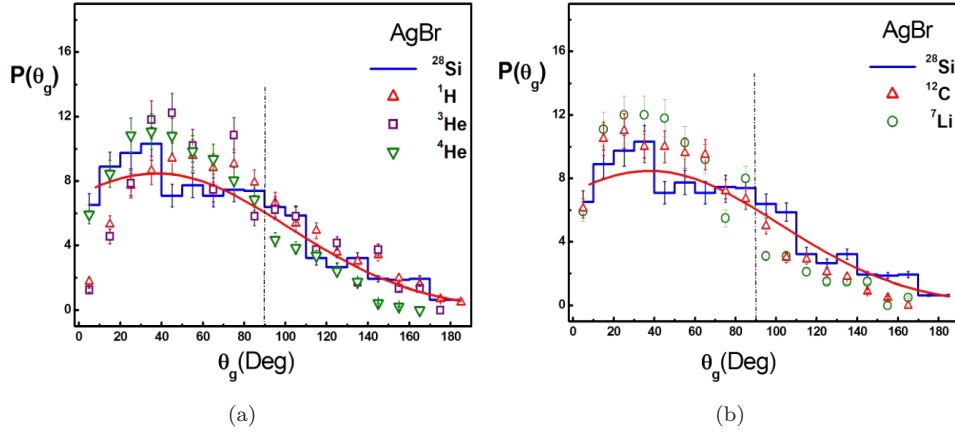 AgBr
P(θg)
²⁸Si
¹H
³He
⁴He
16
12
8
4
0
0 20 40 60 80 100 120 140 160 180
θg(Deg)
(a)
AgBr
P(θg)
²⁸Si
¹²C
⁷Li
16
12
8
4
0
0 20 40 60 80 100 120 140 160 180
θg(Deg)
(b)